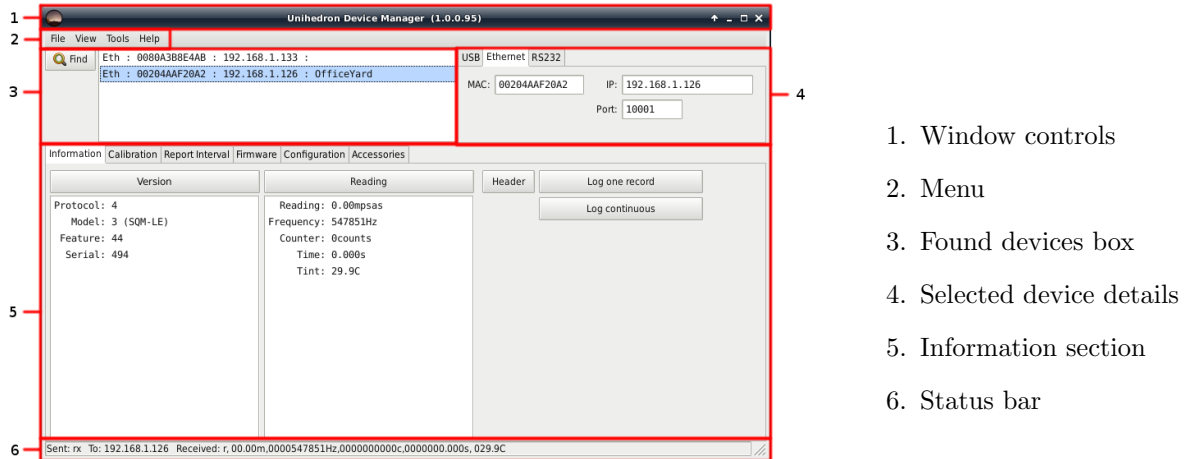 1
Unihedron Device Manager (1.0.0.95)
2
File View Tools Help
Find
Eth : 0080A3B8E4AB : 192.168.1.133 :
Eth : 00204AAF20A2 : 192.168.1.126 : OfficeYard
3
USB Ethernet RS232
MAC: 00204AAF20A2 IP: 192.168.1.126
Port: 10001
4
Information Calibration Report Interval Firmware Configuration Accessories
Version Reading Header Log one record
Log continuous
Protocol: 4
Model: 3 (SQM-LE)
Feature: 44
Serial: 494
Reading: 0.00mpsas
Frequency: 547851Hz
Counter: 0counts
Time: 0.000s
Tint: 29.9C
5
6
Sent: rx To: 192.168.1.126 Received: r, 00.00m,0000547851Hz,0000000000c,0000000.000s, 029.9C
1. Window controls
2. Menu
3. Found devices box
4. Selected device details
5. Information section
6. Status bar